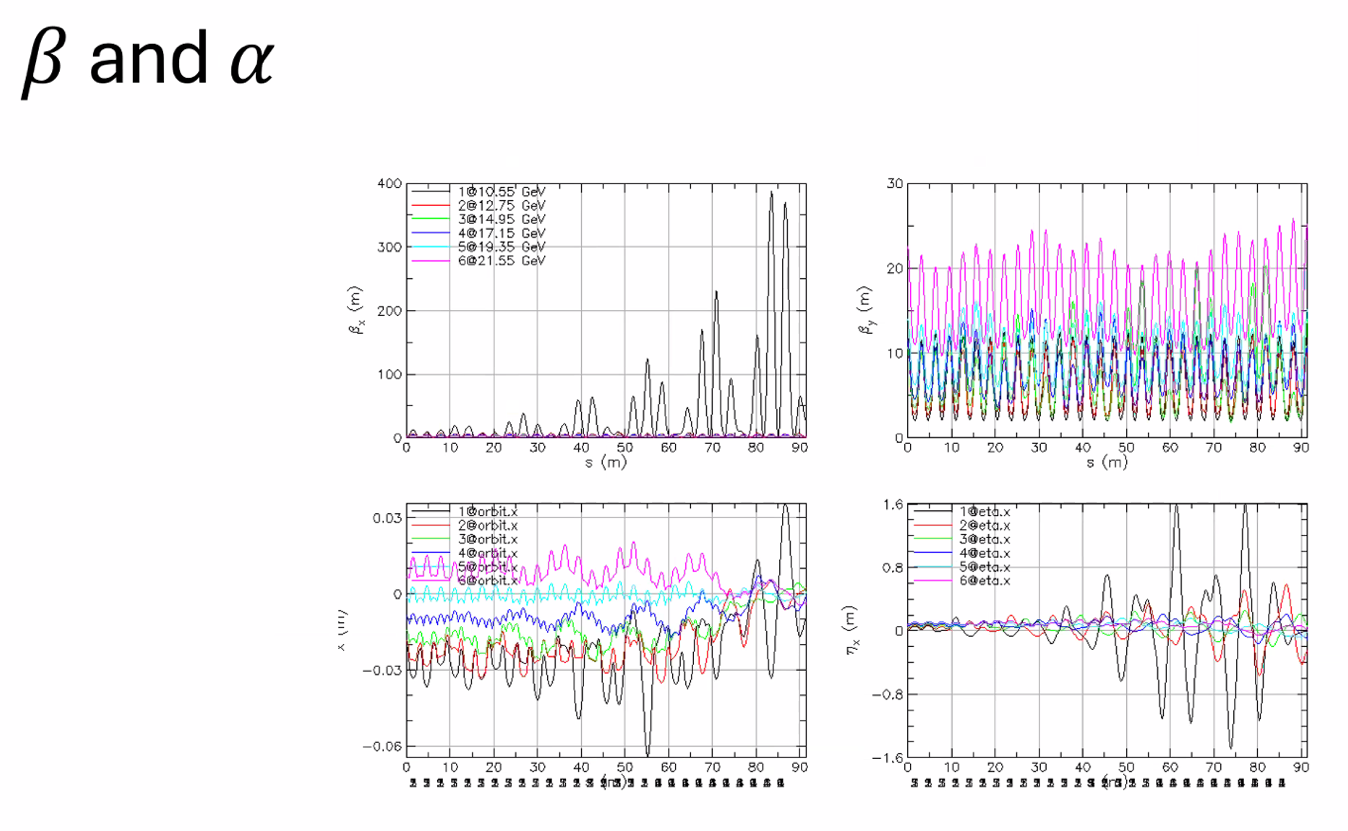 β and α
400
300
200
100
0
βx (m)
1@10.55 GeV
2@12.75 GeV
3@14.95 GeV
4@17.15 GeV
5@19.35 GeV
6@21.55 GeV
0 10 20 30 40 50 60 70 80 90
s (m)
30
20
10
0
βy (m)
0 10 20 30 40 50 60 70 80 90
s (m)
0.03
0
−0.03
−0.06
1@orbit.x
2@orbit.x
3@orbit.x
4@orbit.x
5@orbit.x
6@orbit.x
0 10 20 30 40 50 60 70 80 90
1.6
0.8
0
−0.8
−1.6
ηx (m)
1@eta.x
2@eta.x
3@eta.x
4@eta.x
5@eta.x
6@eta.x
0 10 20 30 40 50 60 70 80 90